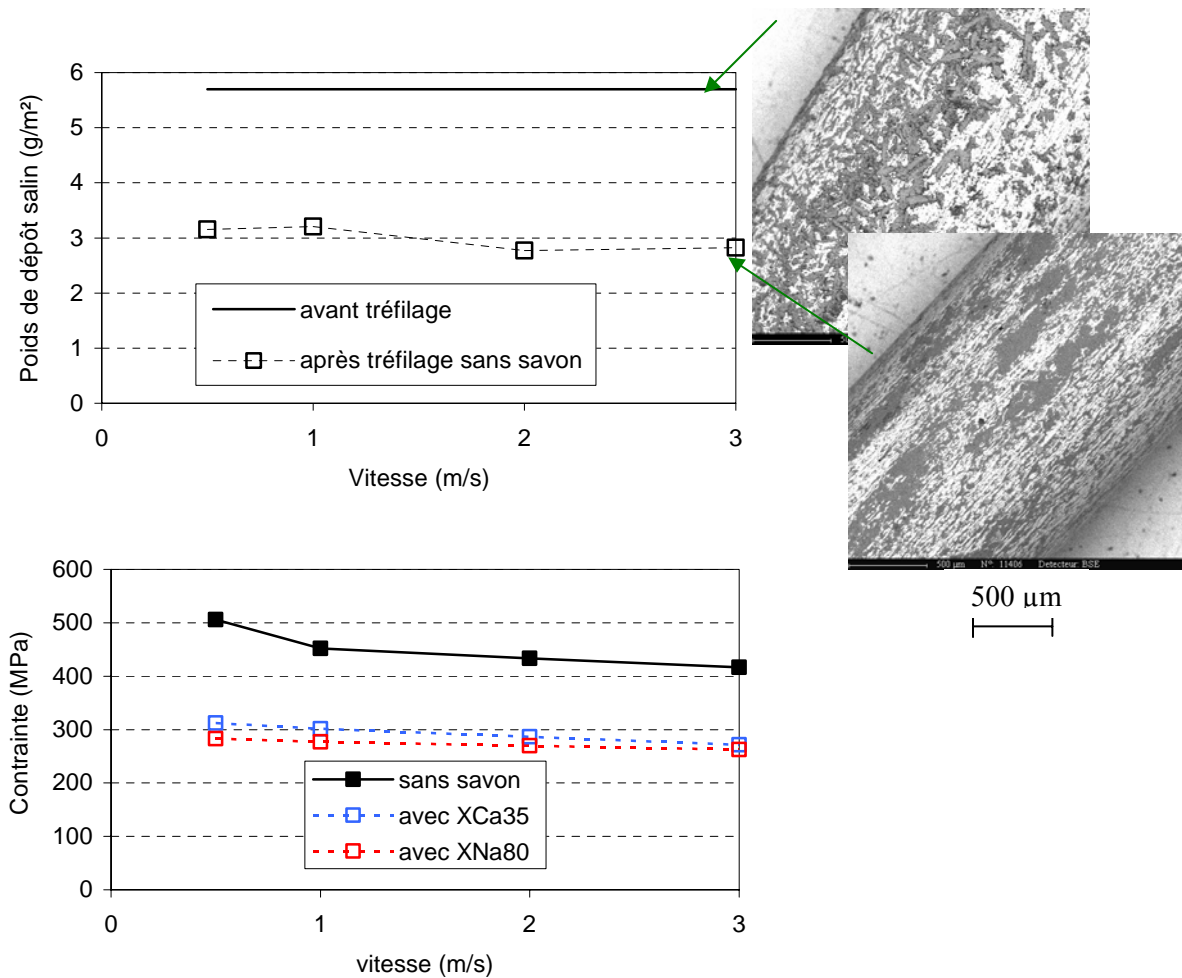 6
5
4
3
2
1
0
Poids de dépôt salin (g/m²)
avant tréfilage
après tréfilage sans savon
0 1 2 3
Vitesse (m/s)
500 µm N°: 11406 Detecteur: BSE
500 µm
600
500
400
300
200
100
0
Contrainte (MPa)
sans savon
avec XCa35
avec XNa80
0 1 2 3
vitesse (m/s)